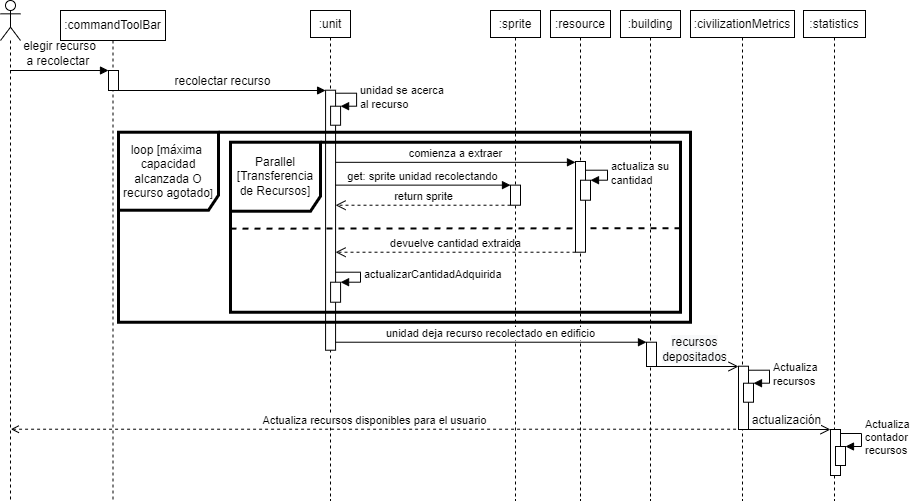 :commandToolBar
:unit
:sprite
:resource
:building
:civilizationMetrics
:statistics
elegir recurso
a recolectar
recolectar recurso
unidad se acerca
al recurso
loop [máxima
capacidad
alcanzada O
recurso agotado]
Parallel
[Transferencia
de Recursos]
comienza a extraer
actualiza su
cantidad
get: sprite unidad recolectando
return sprite
devuelve cantidad extraida
actualizarCantidadAdquirida
unidad deja recurso recolectado en edificio
recursos
depositados
Actualiza
recursos
Actualiza recursos disponibles para el usuario
actualización
Actualiza
contador
recursos